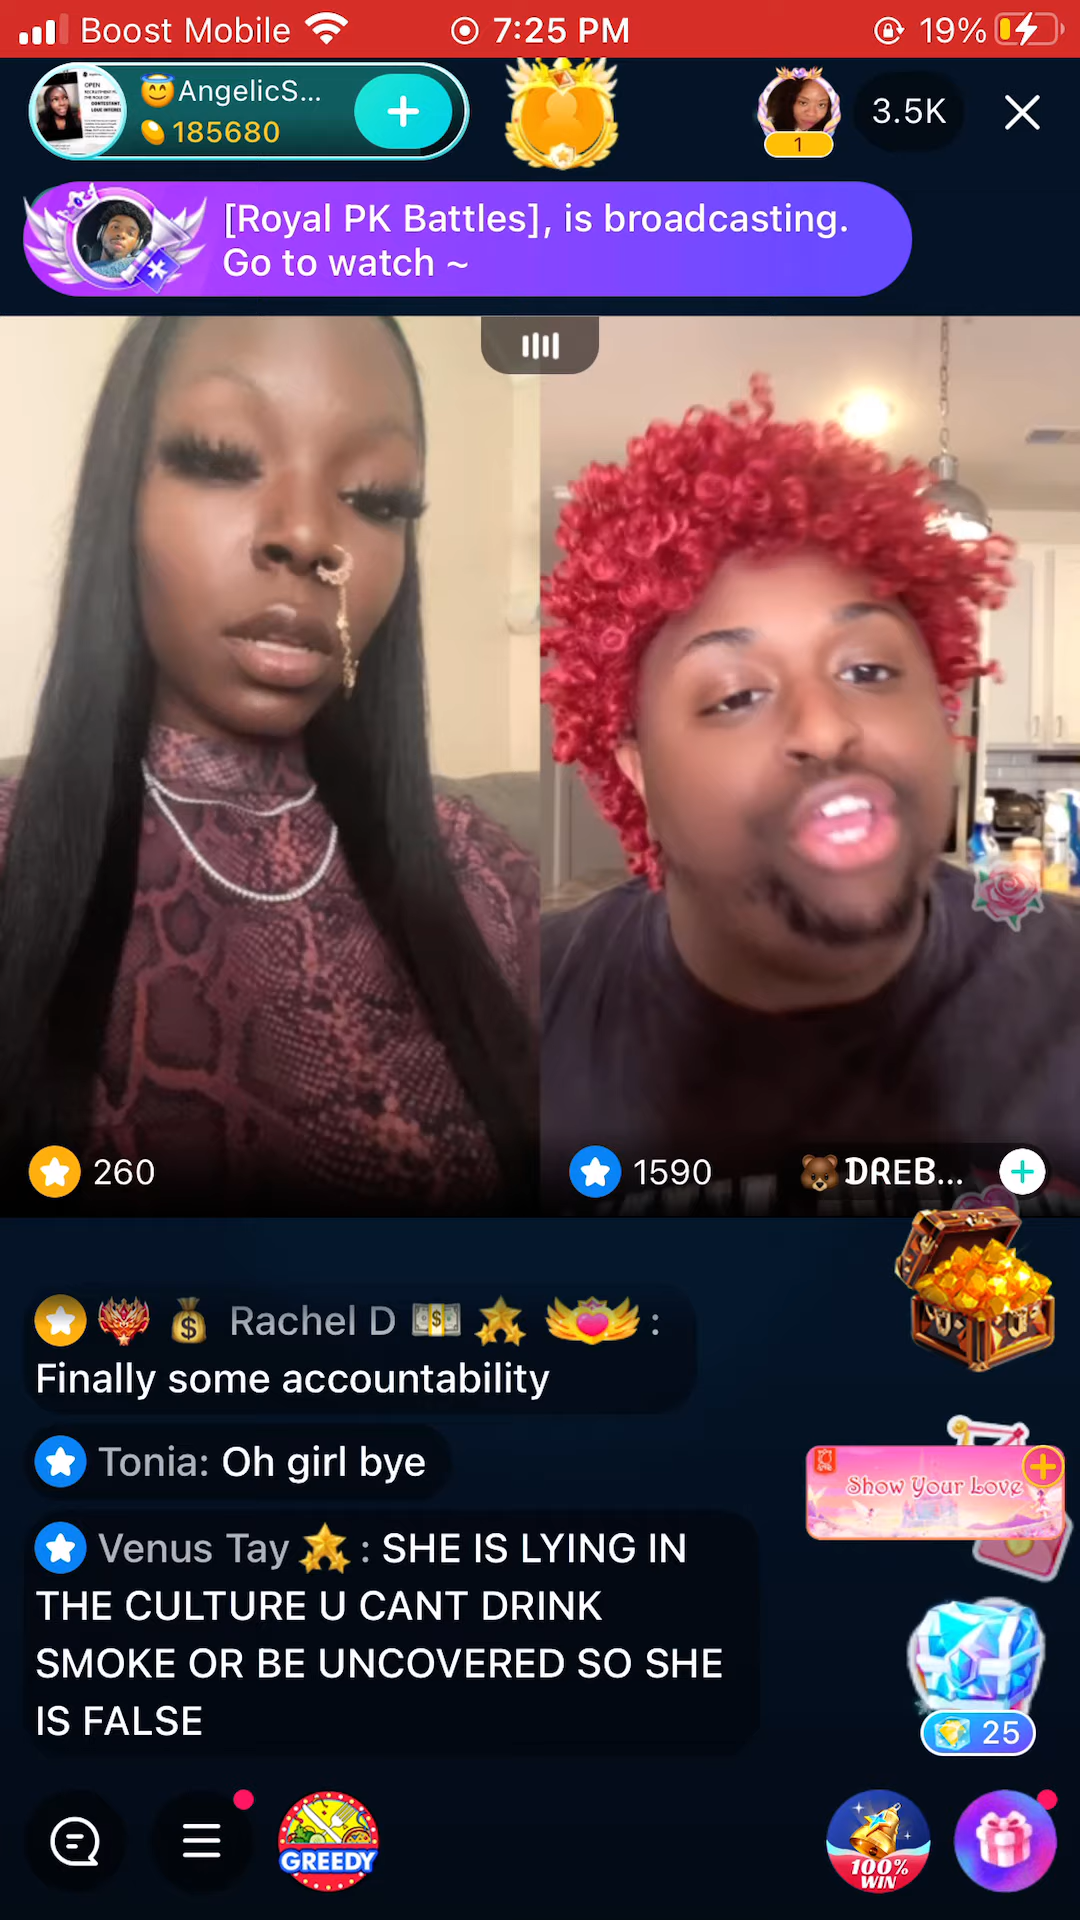 Boost Mobile 7:25 PM 19%
AngelicS...
185680
1
3.5K
[Royal PK Battles], is broadcasting.
Go to watch ~
260
1590
DREB...
Rachel D :
Finally some accountability
Tonia: Oh girl bye
Show Your Love
Venus Tay : SHE IS LYING IN
THE CULTURE U CANT DRINK
SMOKE OR BE UNCOVERED SO SHE
IS FALSE
25
GREEDY
100%
WIN